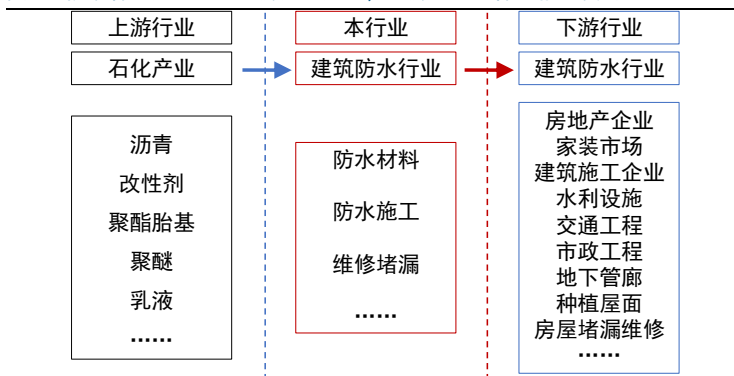 上游行业
本行业
下游行业
石化产业
建筑防水行业
建筑防水行业
沥青
改性剂
聚酯胎基
聚醚
乳液
……
防水材料
防水施工
维修堵漏
……
房地产企业
家装市场
建筑施工企业
水利设施
交通工程
市政工程
地下管廊
种植屋面
房屋堵漏维修
……